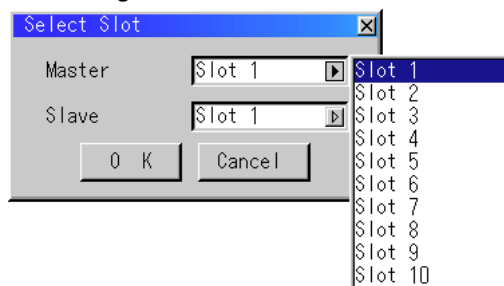 Select Slot
Master Slot 1
Slave Slot 1
O K Cancel
Slot 1
Slot 2
Slot 3
Slot 4
Slot 5
Slot 6
Slot 7
Slot 8
Slot 9
Slot 10